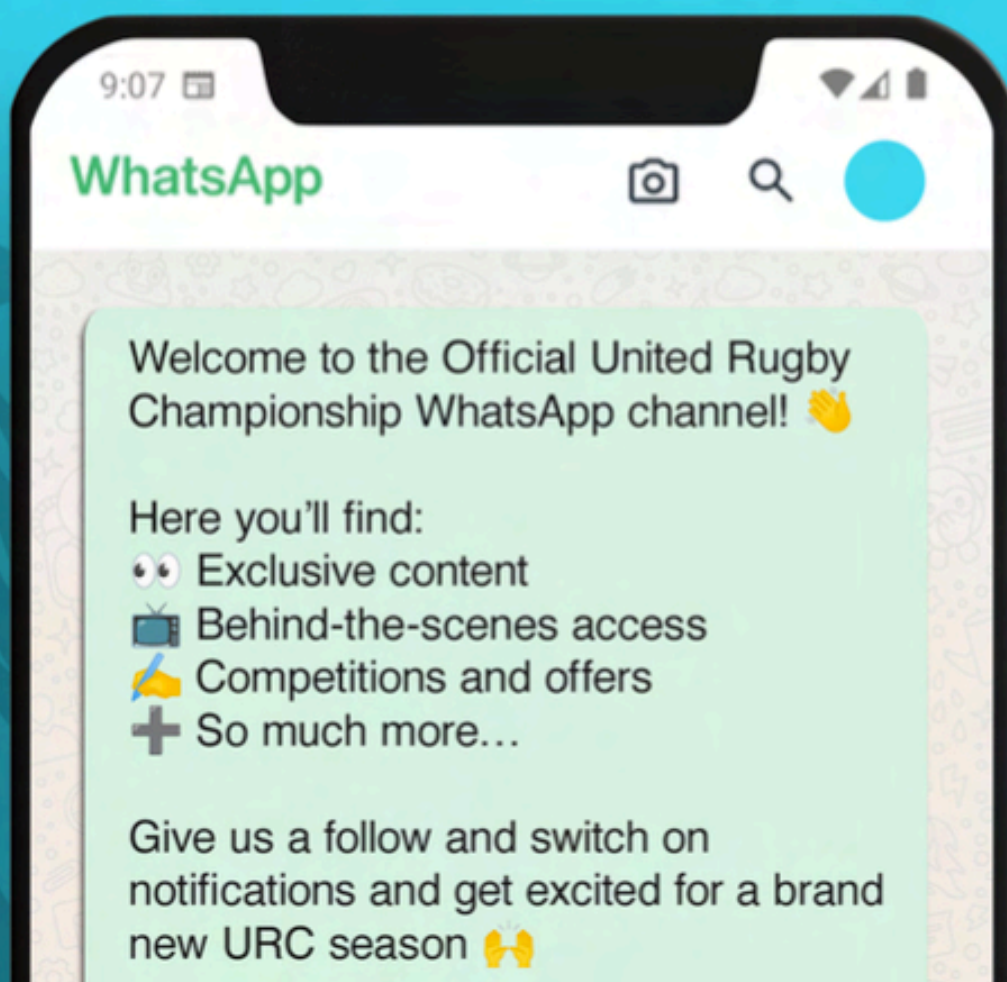 9:07
WhatsApp
Welcome to the Official United Rugby
Championship WhatsApp channel! 👋
Here you’ll find:
👀 Exclusive content
📺 Behind-the-scenes access
✍️ Competitions and offers
➕ So much more…
Give us a follow and switch on
notifications and get excited for a brand
new URC season 🙌